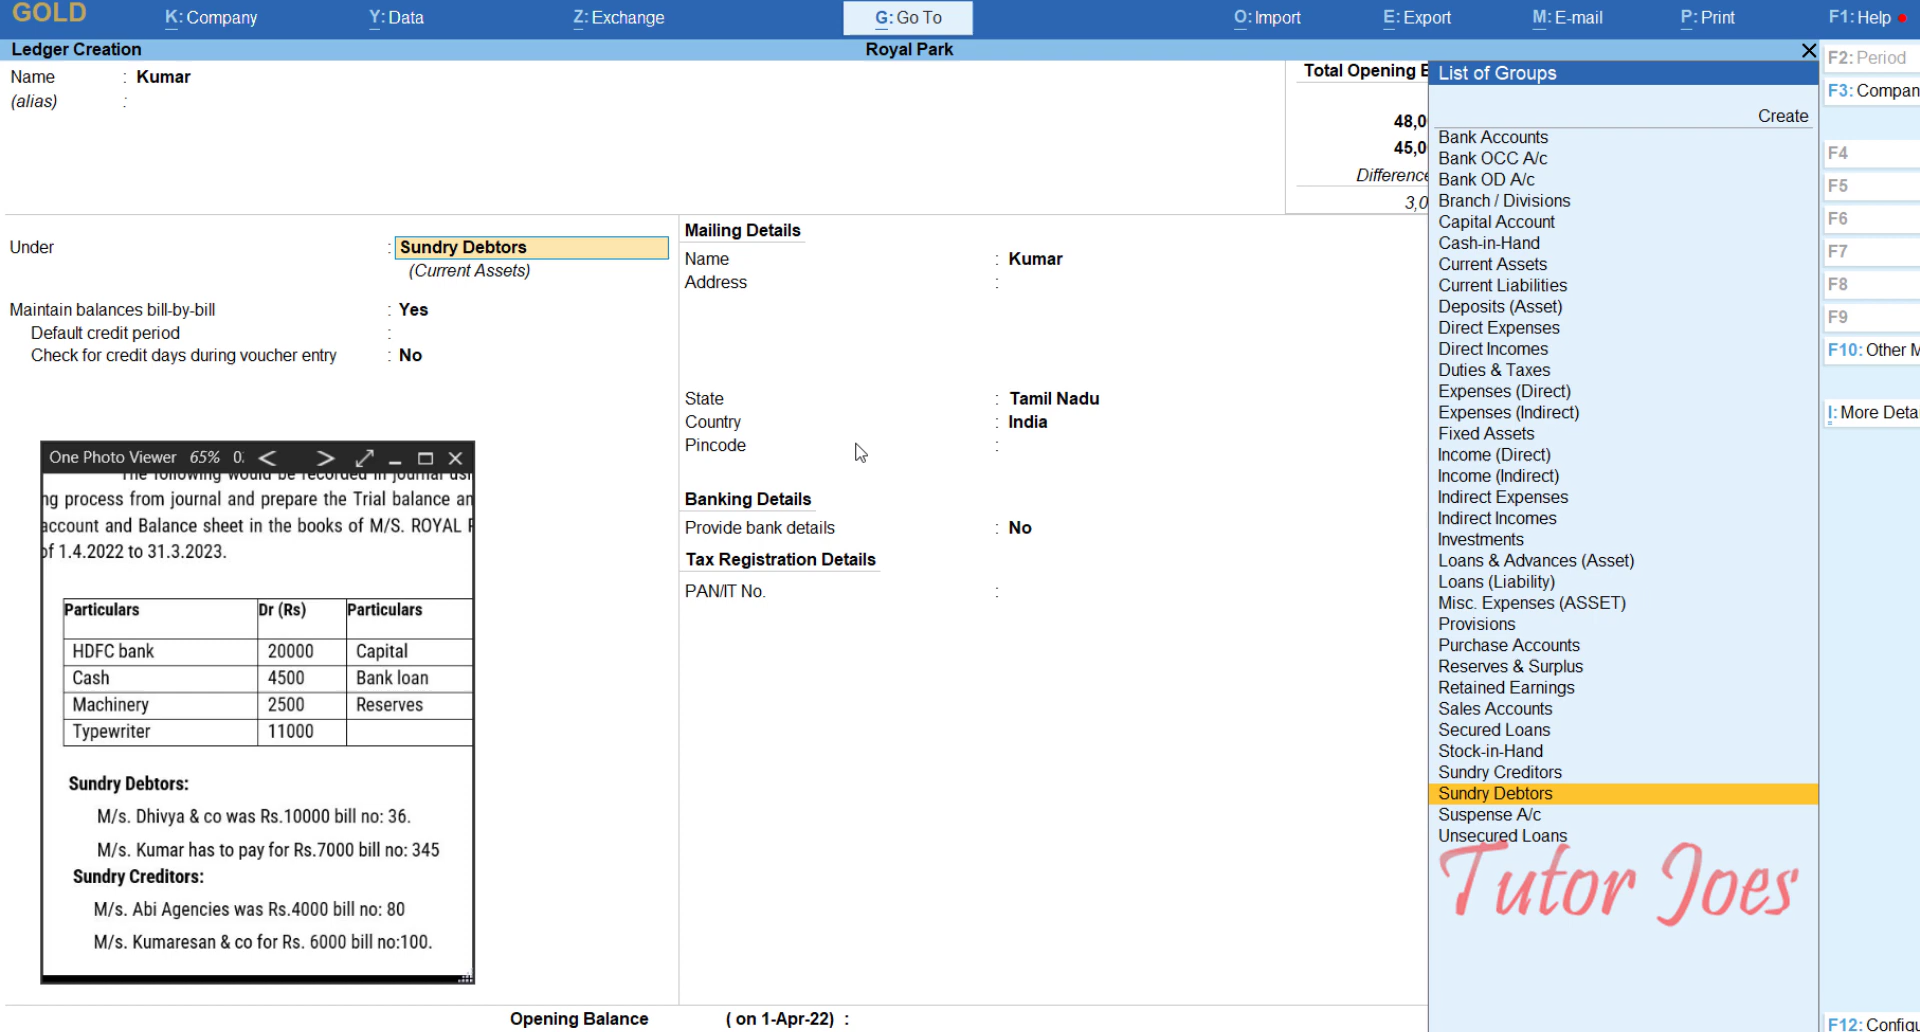 GOLD
K: Company
Y: Data
Z: Exchange
G: Go To
O: Import
E: Export
M: E-mail
P: Print
F1: Help
Ledger Creation
Royal Park
Name : Kumar
(alias) :
Total Opening
48,0
45,0
Difference
3,0
Under : Sundry Debtors
(Current Assets)
Maintain balances bill-by-bill : Yes
Default credit period :
Check for credit days during voucher entry : No
Mailing Details
Name : Kumar
Address :
State : Tamil Nadu
Country : India
Pincode :
Banking Details
Provide bank details : No
Tax Registration Details
PAN/IT No. :
One Photo Viewer 65%
The following would be recorded in journal
ng process from journal and prepare the Trial balance an
account and Balance sheet in the books of M/S. ROYAL
of 1.4.2022 to 31.3.2023.
Particulars Dr (Rs) Particulars
HDFC bank 20000 Capital
Cash 4500 Bank loan
Machinery 2500 Reserves
Typewriter 11000
Sundry Debtors:
M/s. Dhivya & co was Rs.10000 bill no: 36.
M/s. Kumar has to pay for Rs.7000 bill no: 345
Sundry Creditors:
M/s. Abi Agencies was Rs.4000 bill no: 80
M/s. Kumaresan & co for Rs. 6000 bill no:100.
Opening Balance ( on 1-Apr-22) :
List of Groups
Create
Bank Accounts
Bank OCC A/c
Bank OD A/c
Branch / Divisions
Capital Account
Cash-in-Hand
Current Assets
Current Liabilities
Deposits (Asset)
Direct Expenses
Direct Incomes
Duties & Taxes
Expenses (Direct)
Expenses (Indirect)
Fixed Assets
Income (Direct)
Income (Indirect)
Indirect Expenses
Indirect Incomes
Investments
Loans & Advances (Asset)
Loans (Liability)
Misc. Expenses (ASSET)
Provisions
Purchase Accounts
Reserves & Surplus
Retained Earnings
Sales Accounts
Secured Loans
Stock-in-Hand
Sundry Creditors
Sundry Debtors
Suspense A/c
Unsecured Loans
Tutor Joes
F2: Period
F3: Compan
F4
F5
F6
F7
F8
F9
F10: Other M
I: More Deta
F12: Configu